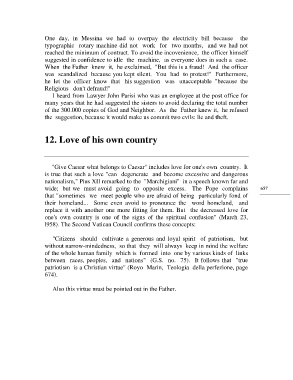 One day, in Messina we had to overpay the electricity bill because the
typographic rotary machine did not work for two months, and we had not
reached the minimum of contract. To avoid the inconvenience, the officer himself
suggested in confidence to idle the machine, as everyone does in such a case.
When the Father knew it, he exclaimed, "But this is a fraud! And the officer
was scandalized because you kept silent. You had to protest!" Furthermore,
he let the officer know that his suggestion was unacceptable "because the
Religious don't defraud!"
I heard from Lawyer John Parisi who was an employee at the post office for
many years that he had suggested the sisters to avoid declaring the total number
of the 300.000 copies of God and Neighbor. As the Father knew it, he refused
the suggestion, because it would make us commit two evils: lie and theft.
12. Love of his own country
"Give Caesar what belongs to Caesar" includes love for one's own country. It
is true that such a love "can degenerate and become excessive and dangerous
nationalism," Pius XII remarked to the "Marchigiani" in a speech known far and
wide; but we must avoid going to opposite excess. The Pope complains
that "sometimes we meet people who are afraid of being particularly fond of
their homeland... Some even avoid to pronounce the word homeland, and
replace it with another one more fitting for them. But the decreased love for
one's own country is one of the signs of the spiritual confusion" (March 23,
1958). The Second Vatican Council confirms these concepts:
"Citizens should cultivate a generous and loyal spirit of patriotism, but
without narrow-mindedness, so that they will always keep in mind the welfare
of the whole human family which is formed into one by various kinds of links
between races, peoples, and nations" (G.S. no. 75). It follows that "true
patriotism is a Christian virtue" (Royo Marin, Teologia della perfezione, page
674).
Also this virtue must be pointed out in the Father.